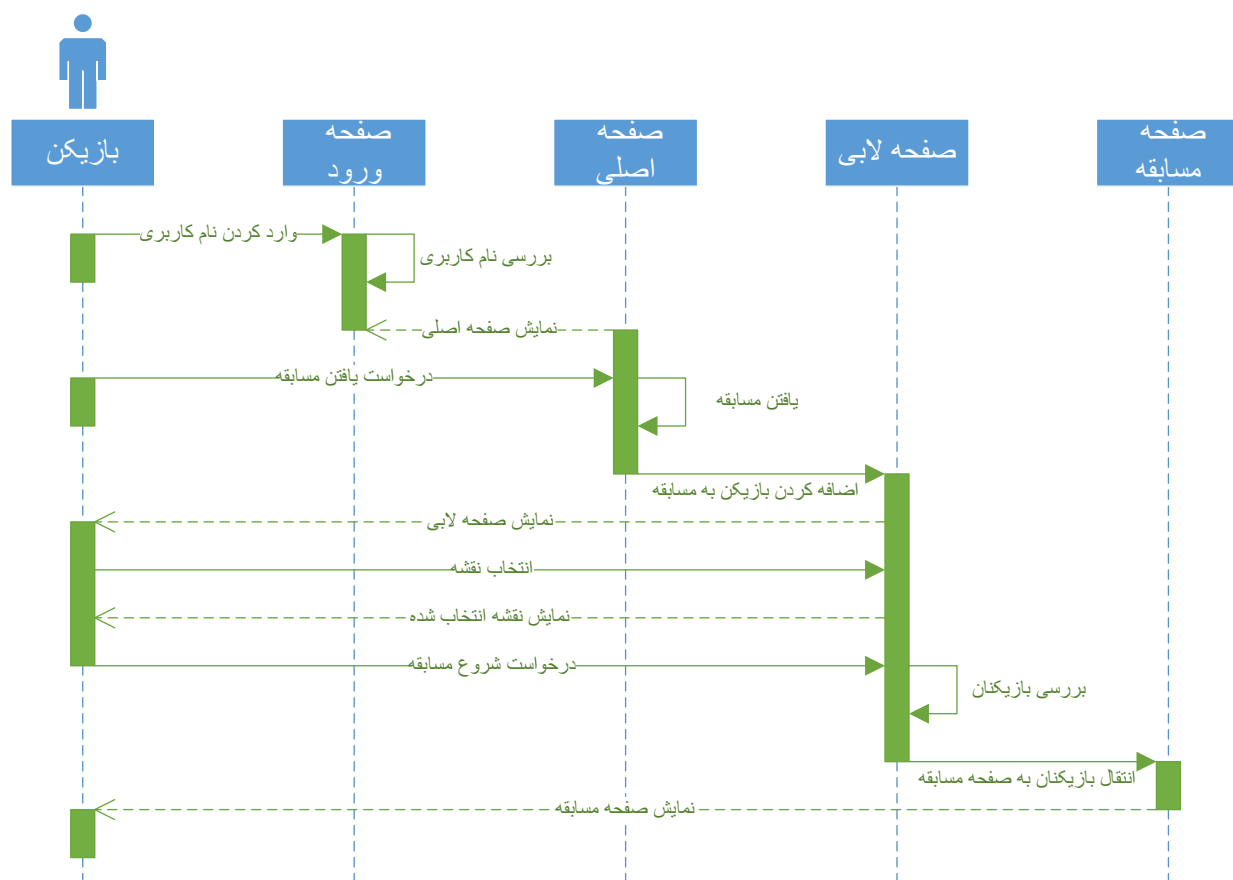 بازیکن
صفحه
ورود
صفحه
اصلی
صفحه لابی
صفحه
مسابقه
وارد کردن نام کاربری
بررسی نام کاربری
نمایش صفحه اصلی
درخواست یافتن مسابقه
یافتن مسابقه
اضافه کردن بازیکن به مسابقه
نمایش صفحه لابی
انتخاب نقشه
نمایش نقشه انتخاب شده
درخواست شروع مسابقه
بررسی بازیکنان
انتقال بازیکنان به صفحه مسابقه
نمایش صفحه مسابقه